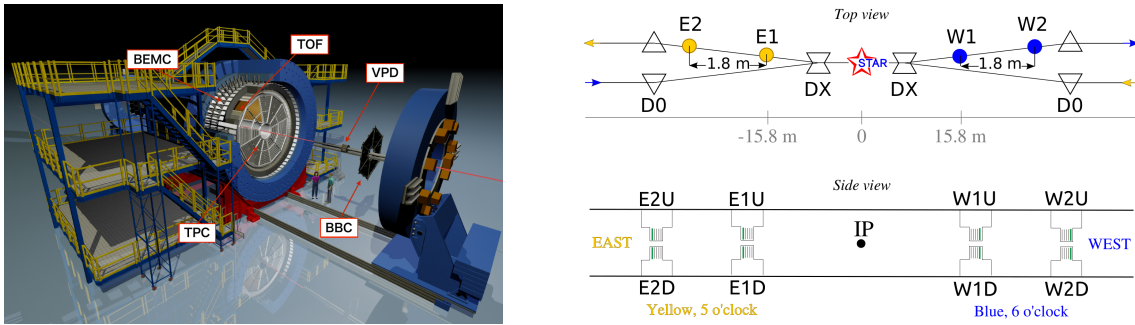 BEMC
TOF
VPD
BBC
TPC
Top view
E2 E1 W1 W2
STAR
1.8 m 1.8 m
D0 DX DX D0
-15.8 m 0 15.8 m
Side view
E2U E1U W1U W2U
IP
EAST WEST
E2D E1D W1D W2D
Yellow, 5 o'clock Blue, 6 o'clock